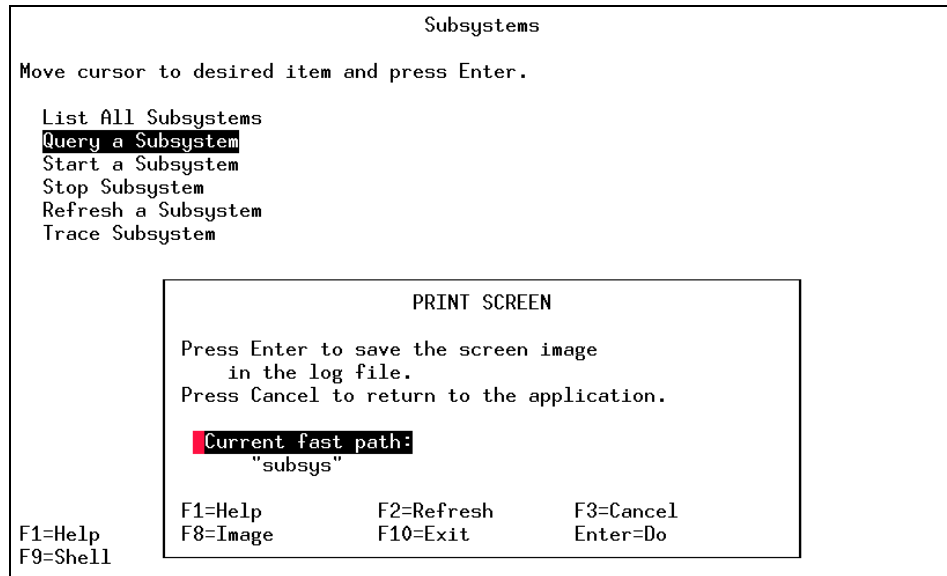 Subsystems
Move cursor to desired item and press Enter.
List All Subsystems
Query a Subsystem
Start a Subsystem
Stop Subsystem
Refresh a Subsystem
Trace Subsystem
PRINT SCREEN
Press Enter to save the screen image
in the log file.
Press Cancel to return to the application.
Current fast path:
"subsys"
F1=Help F2=Refresh F3=Cancel
F1=Help F8=Image F10=Exit Enter=Do
F9=Shell